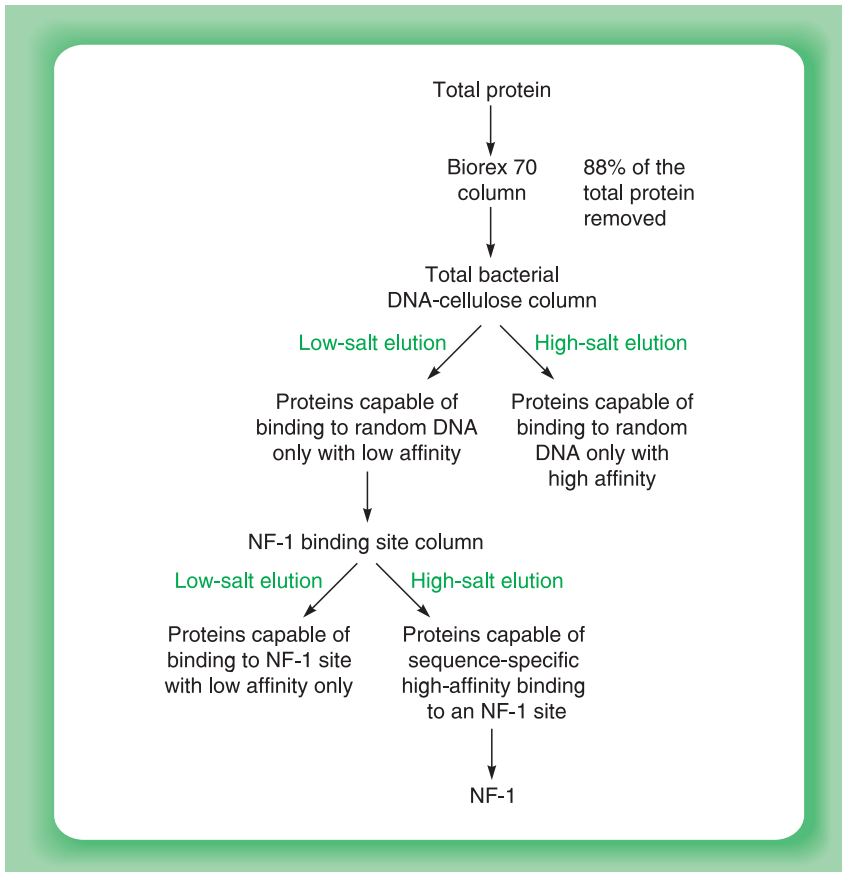 Total protein
Biorex 70
column
88% of the
total protein
removed
Total bacterial
DNA-cellulose column
Low-salt elution
High-salt elution
Proteins capable of
binding to random DNA
only with low affinity
Proteins capable of
binding to random
DNA only with
high affinity
NF-1 binding site column
Low-salt elution
High-salt elution
Proteins capable of
binding to NF-1 site
with low affinity only
Proteins capable of
sequence-specific
high-affinity binding
to an NF-1 site
NF-1